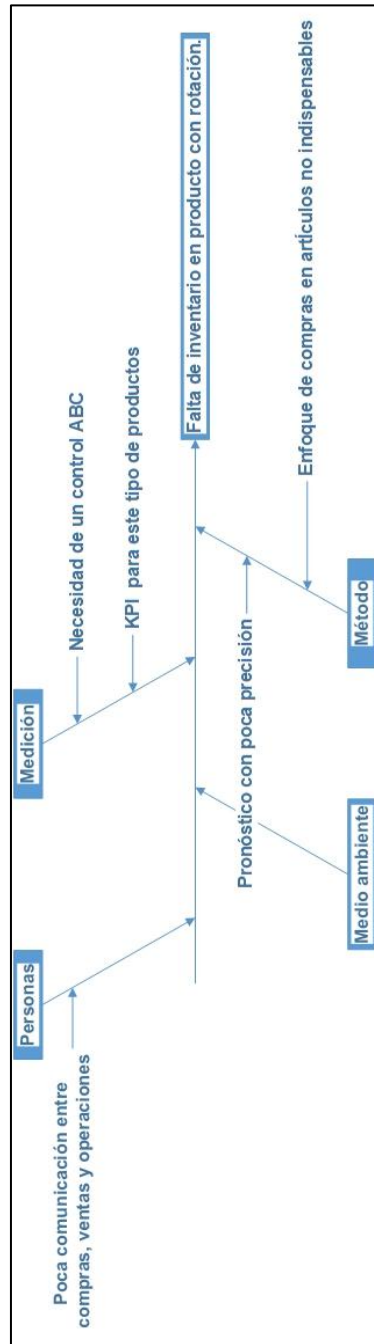 Personas
Medición
Poca comunicación entre
compras, ventas y operaciones
Necesidad de un control ABC
KPI para este tipo de productos
Falta de inventario en producto con rotación.
Pronóstico con poca precisión
Enfoque de compras en artículos no indispensables
Medio ambiente
Método